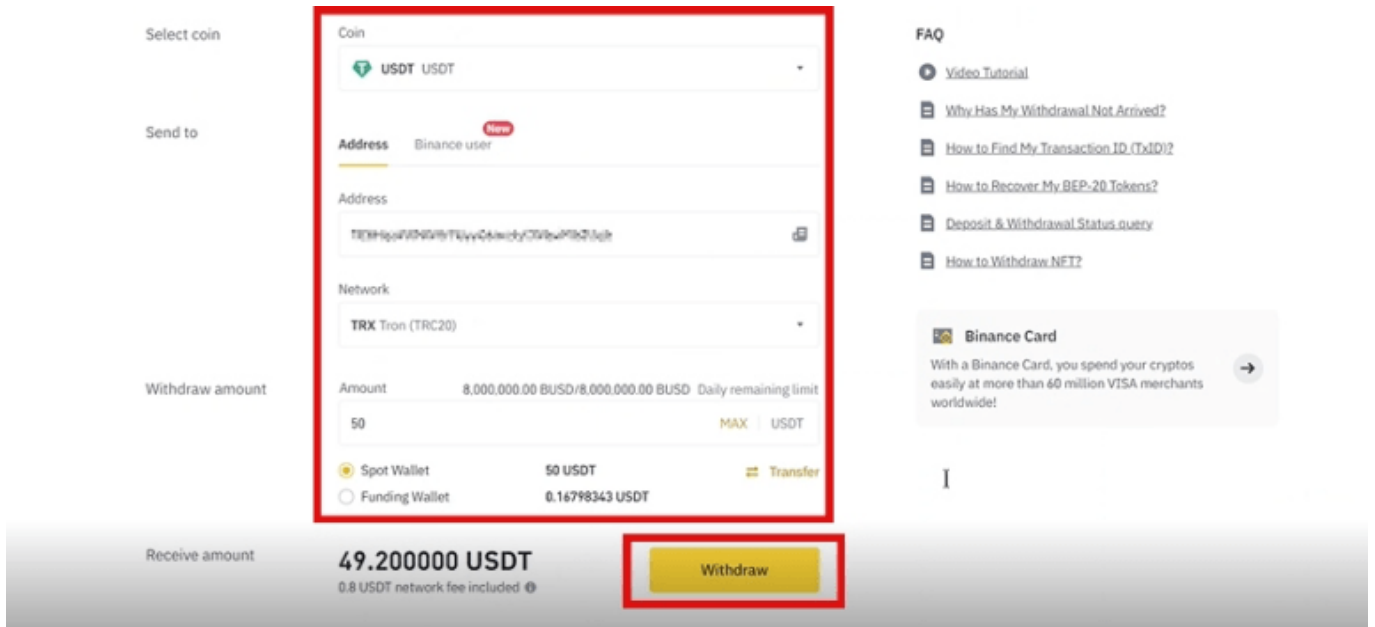 Select coin
Coin
USDT USDT
Send to
New
Address Binance user
Address
Network
TRX Tron (TRC20)
Withdraw amount
Amount 8,000,000.00 BUSD/8,000,000.00 BUSD Daily remaining limit
50 MAX USDT
Spot Wallet 50 USDT Transfer
Funding Wallet 0.16798343 USDT
Receive amount
49.200000 USDT
0.8 USDT network fee included
Withdraw
FAQ
Video Tutorial
Why Has My Withdrawal Not Arrived?
How to Find My Transaction ID (TxID)?
How to Recover My BEP-20 Tokens?
Deposit & Withdrawal Status query
How to Withdraw NFT?
Binance Card
With a Binance Card, you spend your cryptos
easily at more than 60 million VISA merchants
worldwide!